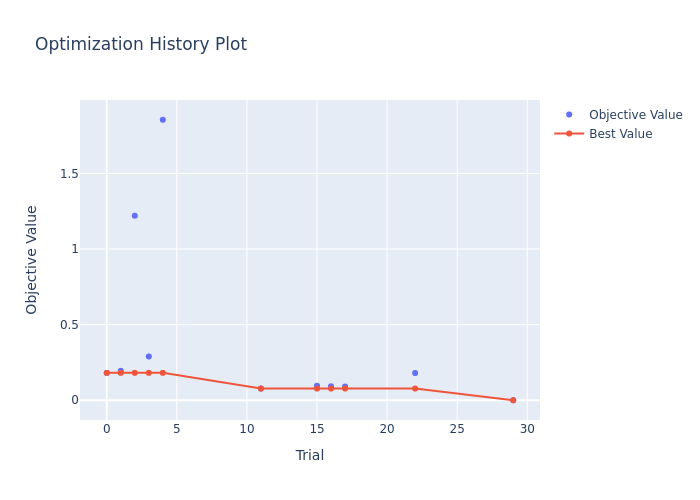 Optimization History Plot
Objective Value
Best Value
Objective Value
1.5
1
0.5
0
0 5 10 15 20 25 30
Trial